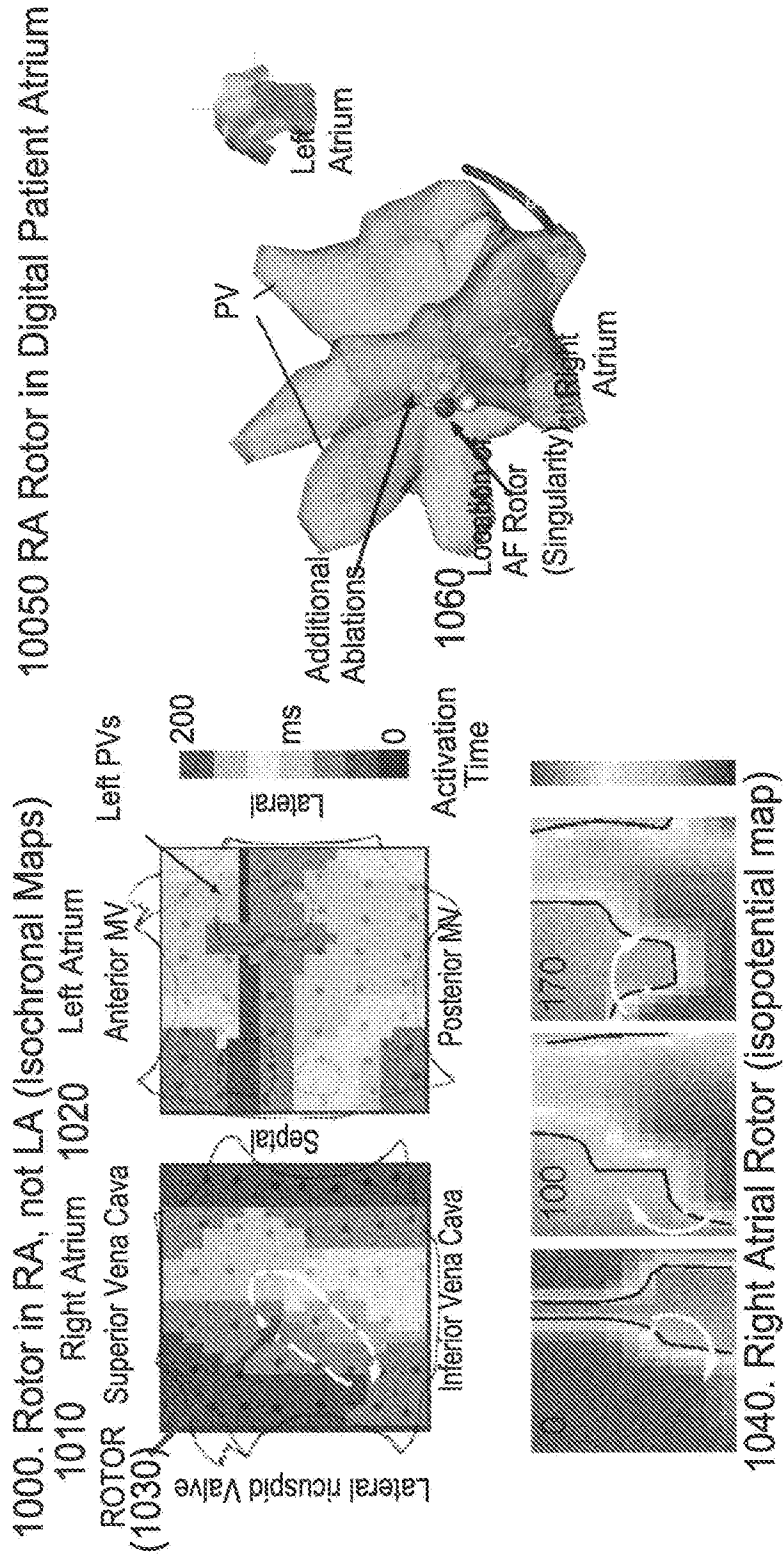 1000. Rotor in RA, not LA (Isochronal Maps)
1010 Right Atrium
1020 Left Atrium
ROTOR
(1030)
Superior Vena Cava
Lateral ricuspid Valve
Inferior Vena Cava
Septal
Anterior MV
Posterior MV
Left PVs
Lateral
200
ms
0
Activation
Time
100
170
1040. Right Atrial Rotor (isopotential map)
10050 RA Rotor in Digital Patient Atrium
PV
Additional
Ablations
1060
Location of
AF Rotor
(Singularity)
Right
Atrium
Left
Atrium